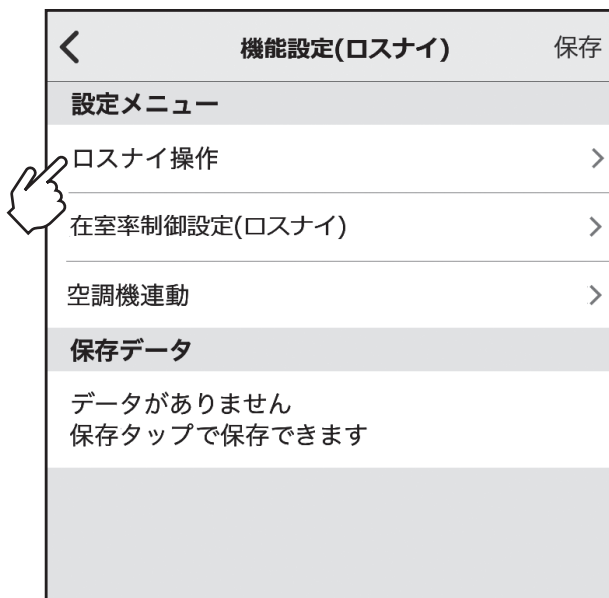 機能設定(ロスナイ) 保存
設定メニュー
ロスナイ操作
在室率制御設定(ロスナイ)
空調機連動
保存データ
データがありません
保存タップで保存できます